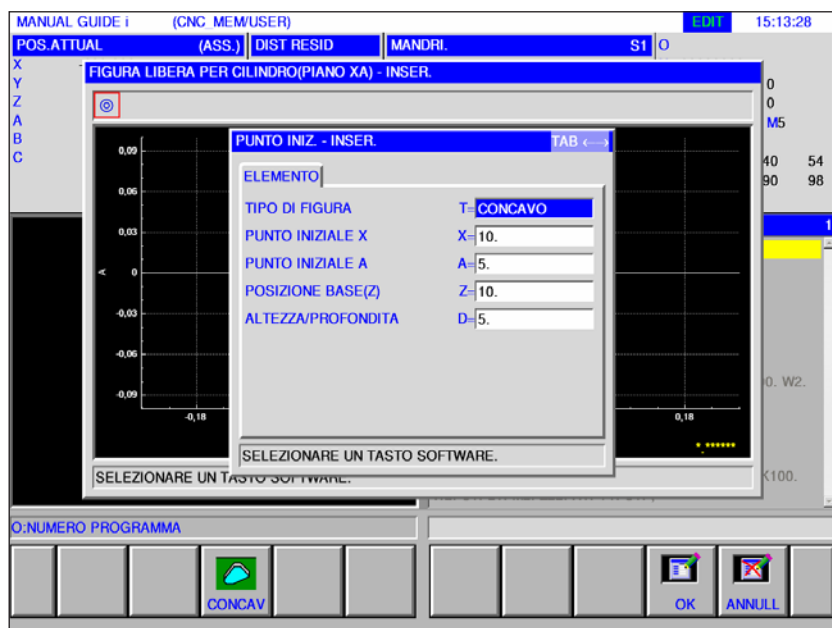 MANUAL GUIDE i (CNC_MEM/USER) EDIT 15:13:28
POS.ATTUAL (ASS.) DIST RESID MANDRI. S1 O
X
FIGURA LIBERA PER CILINDRO(PIANO XA) - INSER.
Y 0
Z 0
A M5
B
C 40 54
90 98
1
PUNTO INIZ. - INSER. TAB <-->
ELEMENTO
TIPO DI FIGURA T= CONCAVO
PUNTO INIZIALE X X= 10.
PUNTO INIZIALE A A= 5.
POSIZIONE BASE(Z) Z= 10.
ALTEZZA/PROFONDITA D= 5.
SELEZIONARE UN TASTO SOFTWARE.
0,09
0,06
0,03
A 0
-0,03
-0,06
-0,09
-0,18 0,18
*.******
00. W2.
K100.
SELEZIONARE UN TASTO SOFTWARE.
O:NUMERO PROGRAMMA
CONCAV OK ANNULL